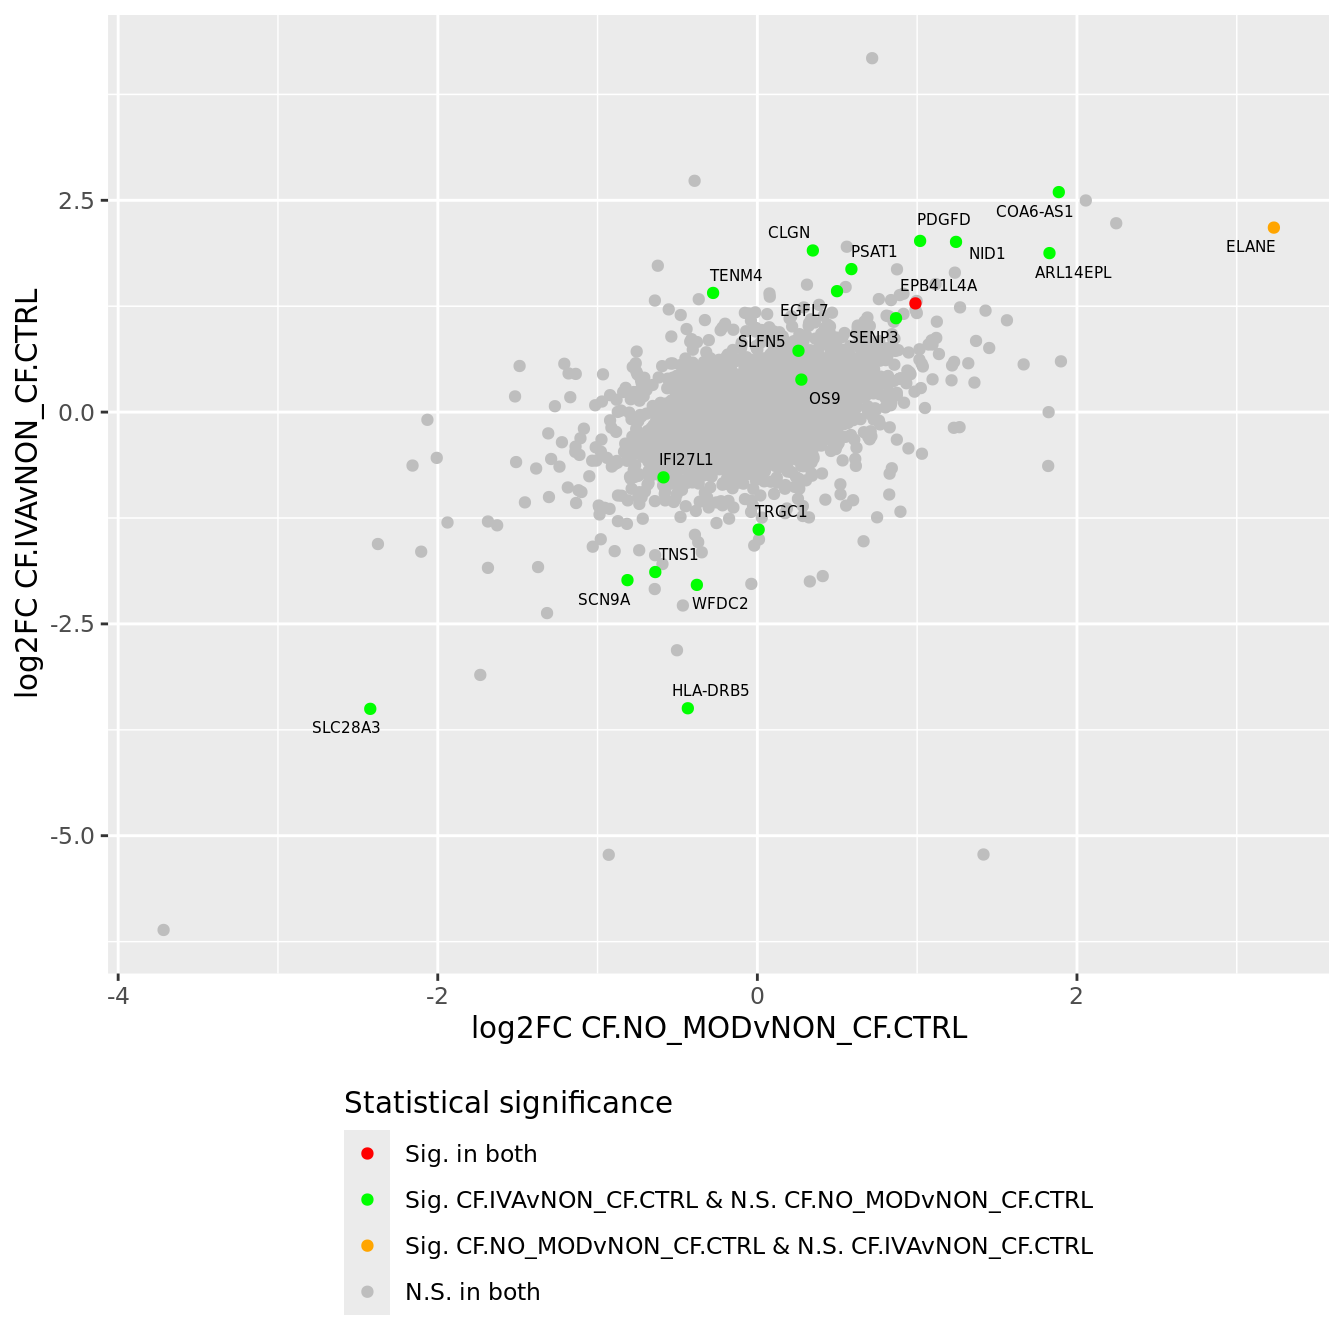 log2FC CF.IVAvNON_CF.CTRL
2.5
0.0
-2.5
-5.0
COA6-AS1
PDGFD
CLGN
ELANE
PSAT1
NID1
ARL14EPL
TENM4
EPB41L4A
EGFL7
SENP3
SLFN5
OS9
IFI27L1
TRGC1
TNS1
SCN9A
WFDC2
HLA-DRB5
SLC28A3
-4
-2
0
2
log2FC CF.NO_MODvNON_CF.CTRL
Statistical significance
Sig. in both
Sig. CF.IVAvNON_CF.CTRL & N.S. CF.NO_MODvNON_CF.CTRL
Sig. CF.NO_MODvNON_CF.CTRL & N.S. CF.IVAvNON_CF.CTRL
N.S. in both